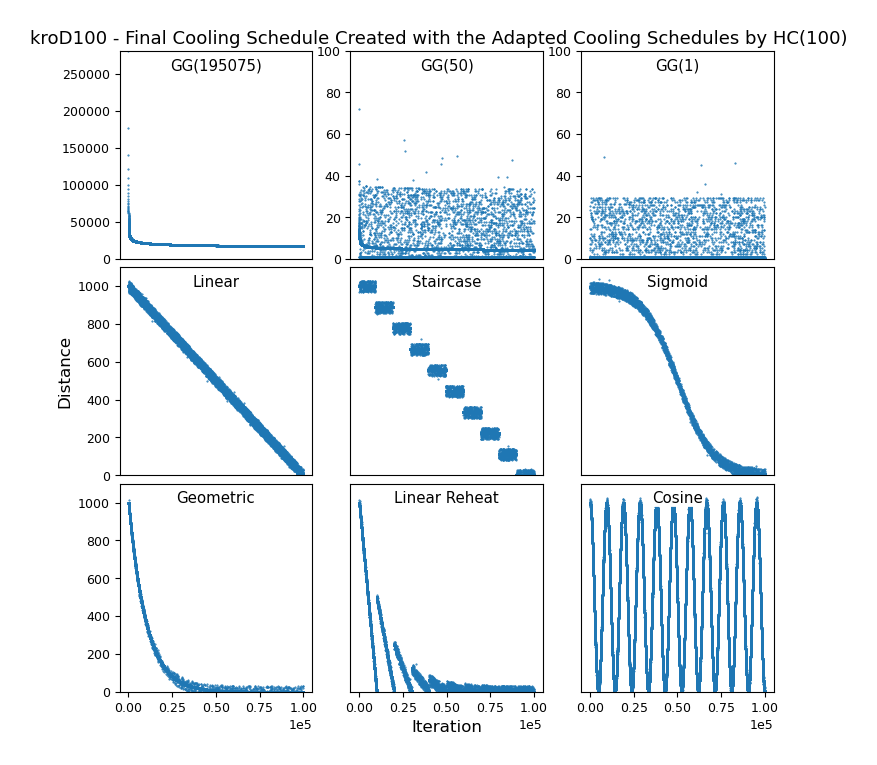 kroD100 - Final Cooling Schedule Created with the Adapted Cooling Schedules by HC(100)
GG(195075)
250000
200000
150000
100000
50000
0
GG(50)
100
80
60
40
20
0
GG(1)
100
80
60
40
20
0
Distance
Linear
1000
800
600
400
200
0
Staircase
Sigmoid
Geometric
1000
800
600
400
200
0
0.00 0.25 0.50 0.75 1.00
1e5
Linear Reheat
0.00 0.25 0.50 0.75 1.00
1e5
Cosine
0.00 0.25 0.50 0.75 1.00
1e5
Iteration